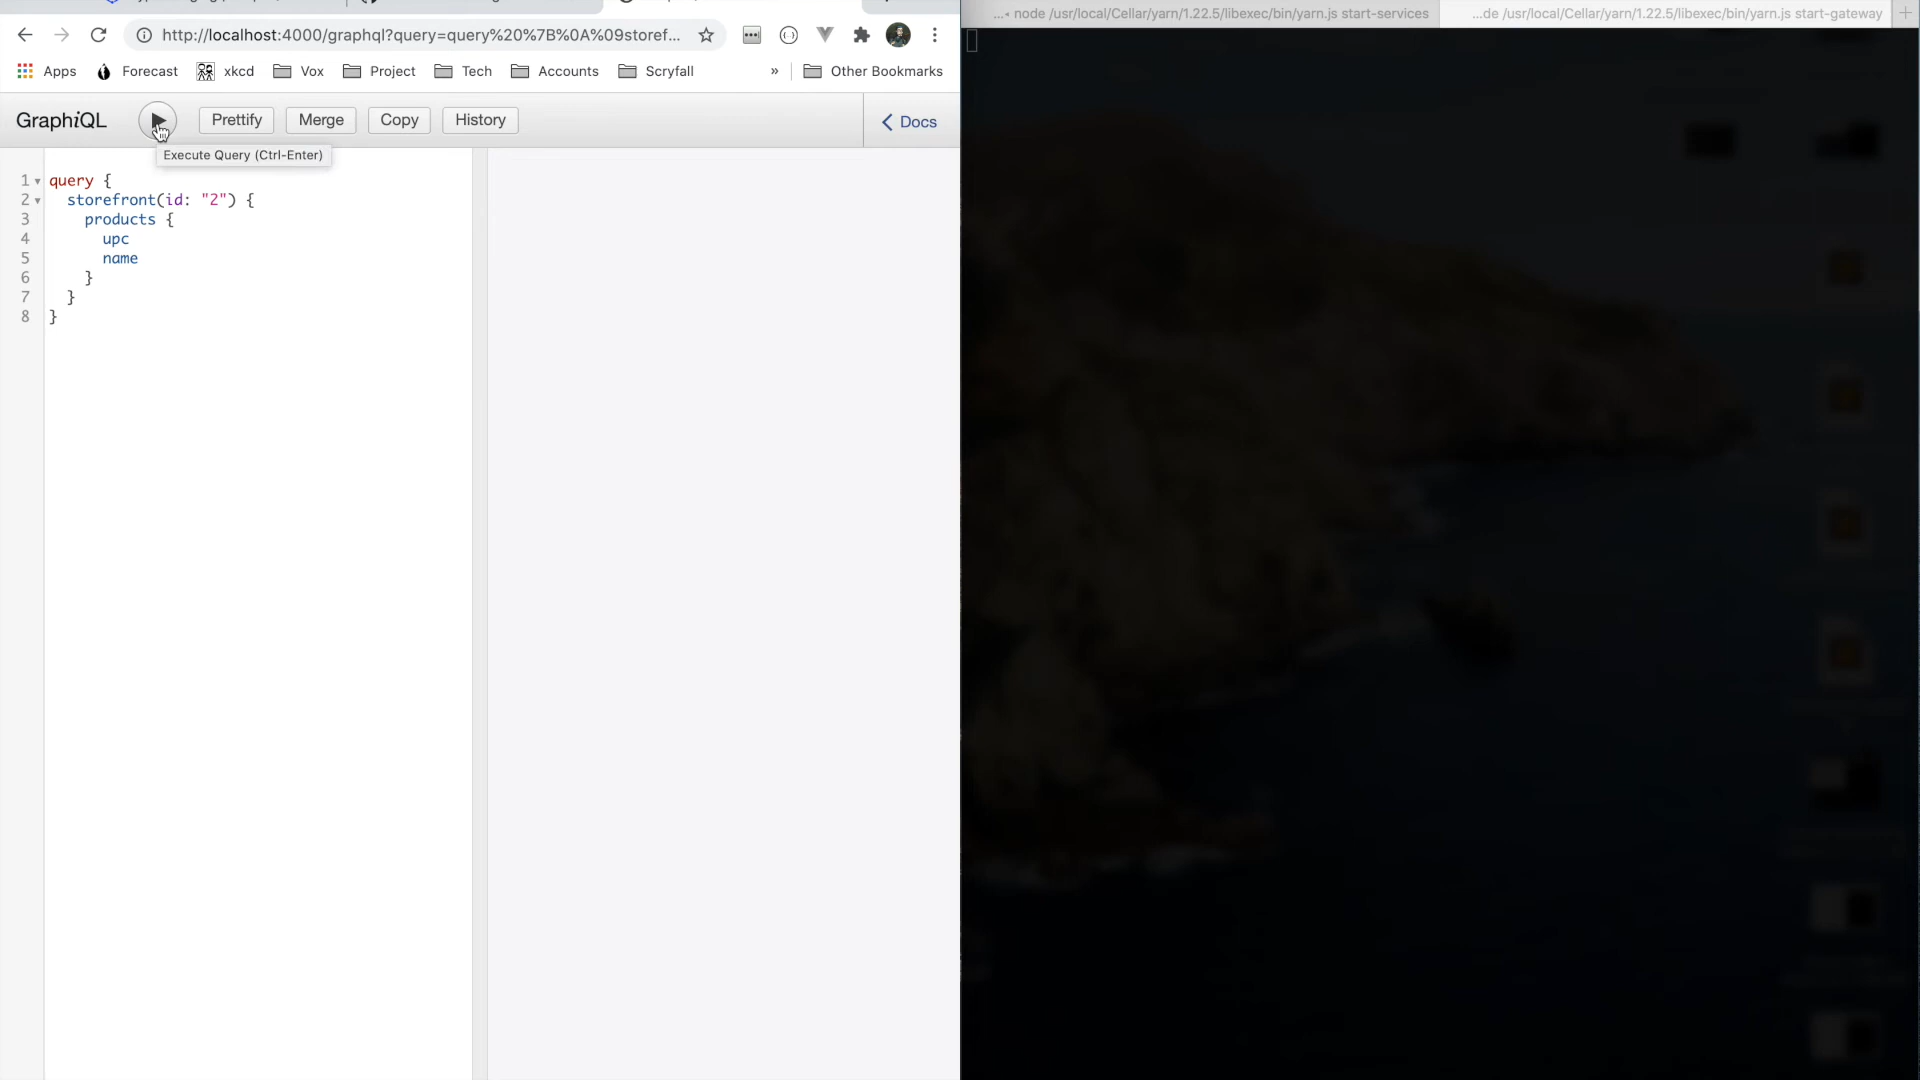 ...◂ node /usr/local/Cellar/yarn/1.22.5/libexec/bin/yarn.js start-services
...de /usr/local/Cellar/yarn/1.22.5/libexec/bin/yarn.js start-gateway
http://localhost:4000/graphql?query=query%20%7B%0A%09storef...
Apps Forecast xkcd Vox Project Tech Accounts Scryfall » Other Bookmarks
GraphiQL Prettify Merge Copy History Docs
Execute Query (Ctrl-Enter)
1 query {
2 storefront(id: "2") {
3 products {
4 upc
5 name
6 }
7 }
8 }